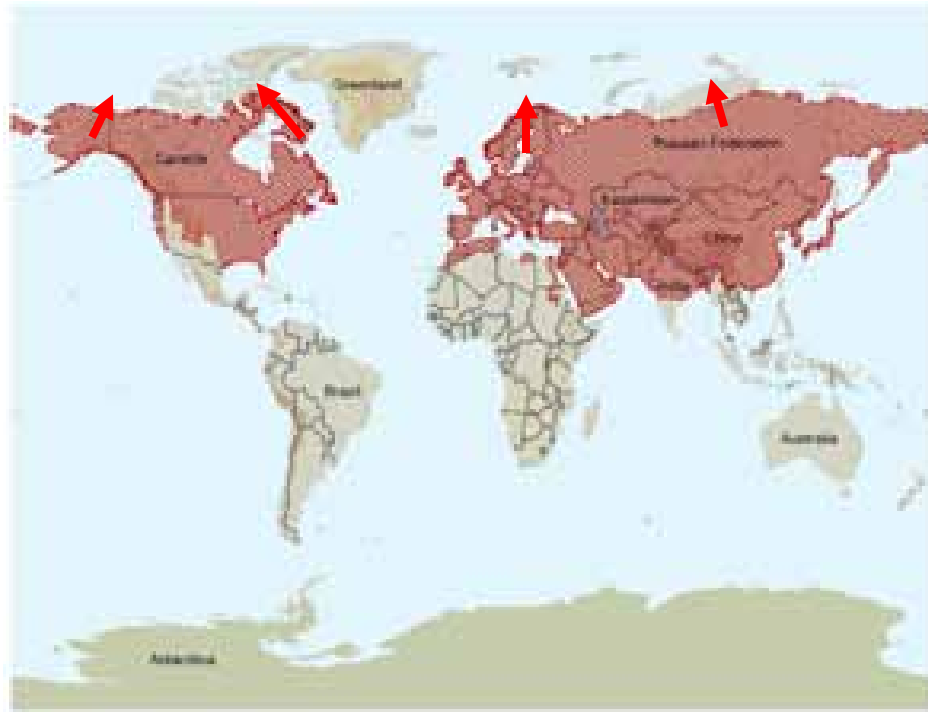 Greenland
Canada
Russian Federation
Kazakhstan
China
India
Brazil
Australia
Antarctica